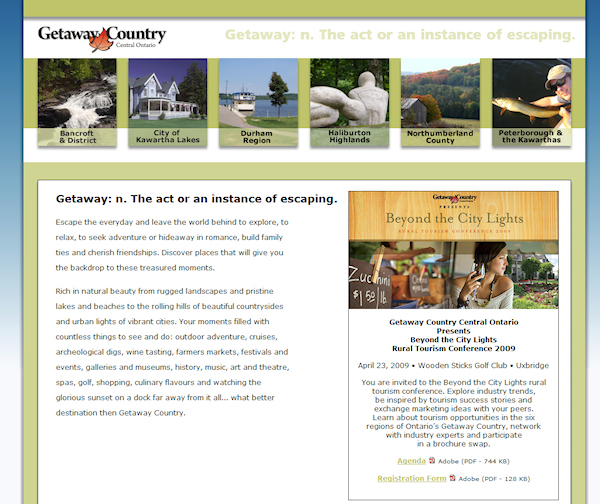 Getaway Country
Central Ontario
Getaway: n. The act or an instance of escaping.
Bancroft
& District
City of
Kawartha Lakes
Durham
Region
Haliburton
Highlands
Northumberland
County
Peterborough &
the Kawarthas
Getaway: n. The act or an instance of escaping.
Escape the everyday and leave the world behind to explore, to
relax, to seek adventure or hideaway in romance, build family
ties and cherish friendships. Discover places that will give you
the backdrop to these treasured moments.
Rich in natural beauty from rugged landscapes and pristine
lakes and beaches to the rolling hills of beautiful countrysides
and urban lights of vibrant cities. Your moments filled with
countless things to see and do: outdoor adventure, cruises,
archeological digs, wine tasting, farmers markets, festivals and
events, galleries and museums, history, music, art and theatre,
spas, golf, shopping, culinary flavours and watching the
glorious sunset on a dock far away from it all... what better
destination then Getaway Country.
Getaway Country
PRESENTS
Beyond the City Lights
RURAL TOURISM CONFERENCE 2009
Zucchini
$1.50 lb.
Getaway Country Central Ontario
Presents
Beyond the City Lights
Rural Tourism Conference 2009
April 23, 2009 • Wooden Sticks Golf Club • Uxbridge
You are invited to the Beyond the City Lights rural
tourism conference. Explore industry trends,
be inspired by tourism success stories and
exchange marketing ideas with your peers.
Learn about tourism opportunities in the six
regions of Ontario's Getaway Country, network
with industry experts and participate
in a brochure swap.
Agenda Adobe (PDF - 744 KB)
Registration Form Adobe (PDF - 128 KB)